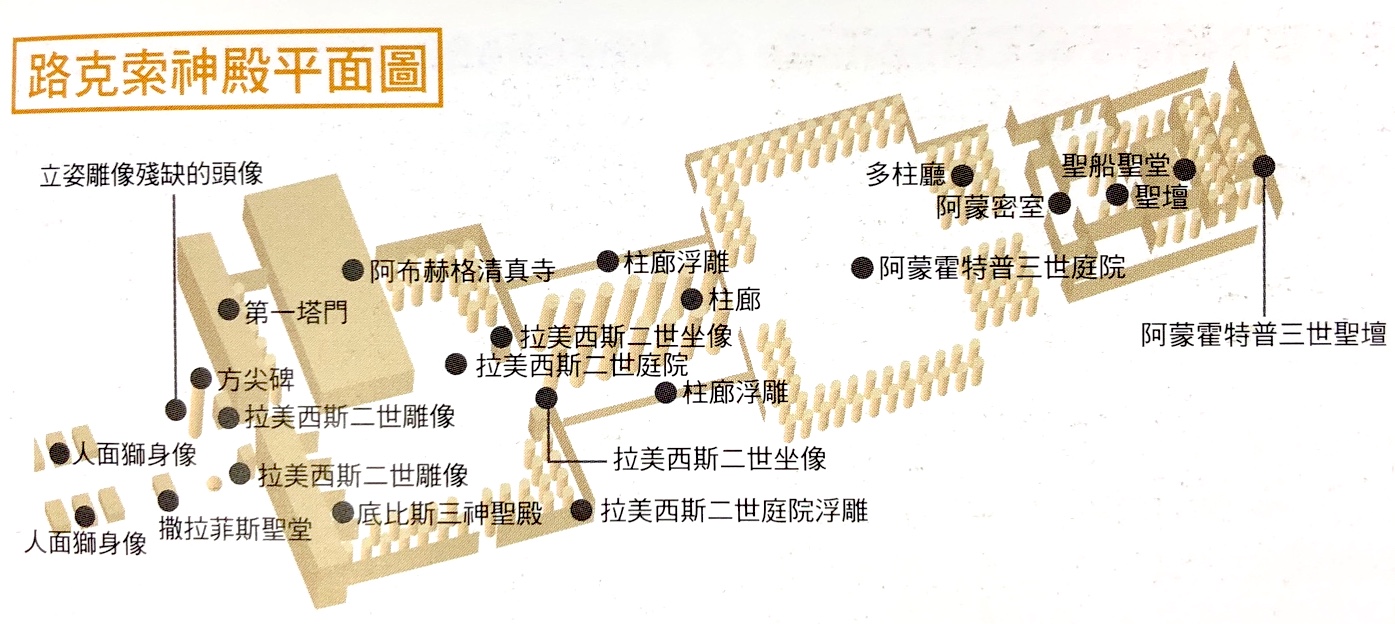 路克索神殿平面圖
立姿雕像殘缺的頭像
多柱廳
聖船聖堂
聖壇
阿蒙密室
阿布赫格清真寺
柱廊浮雕
阿蒙霍特普三世庭院
柱廊
第一塔門
拉美西斯二世坐像
阿蒙霍特普三世聖壇
拉美西斯二世庭院
方尖碑
柱廊浮雕
拉美西斯二世雕像
人面獅身像
拉美西斯二世坐像
拉美西斯二世雕像
底比斯三神聖殿
拉美西斯二世庭院浮雕
撒拉菲斯聖堂
人面獅身像